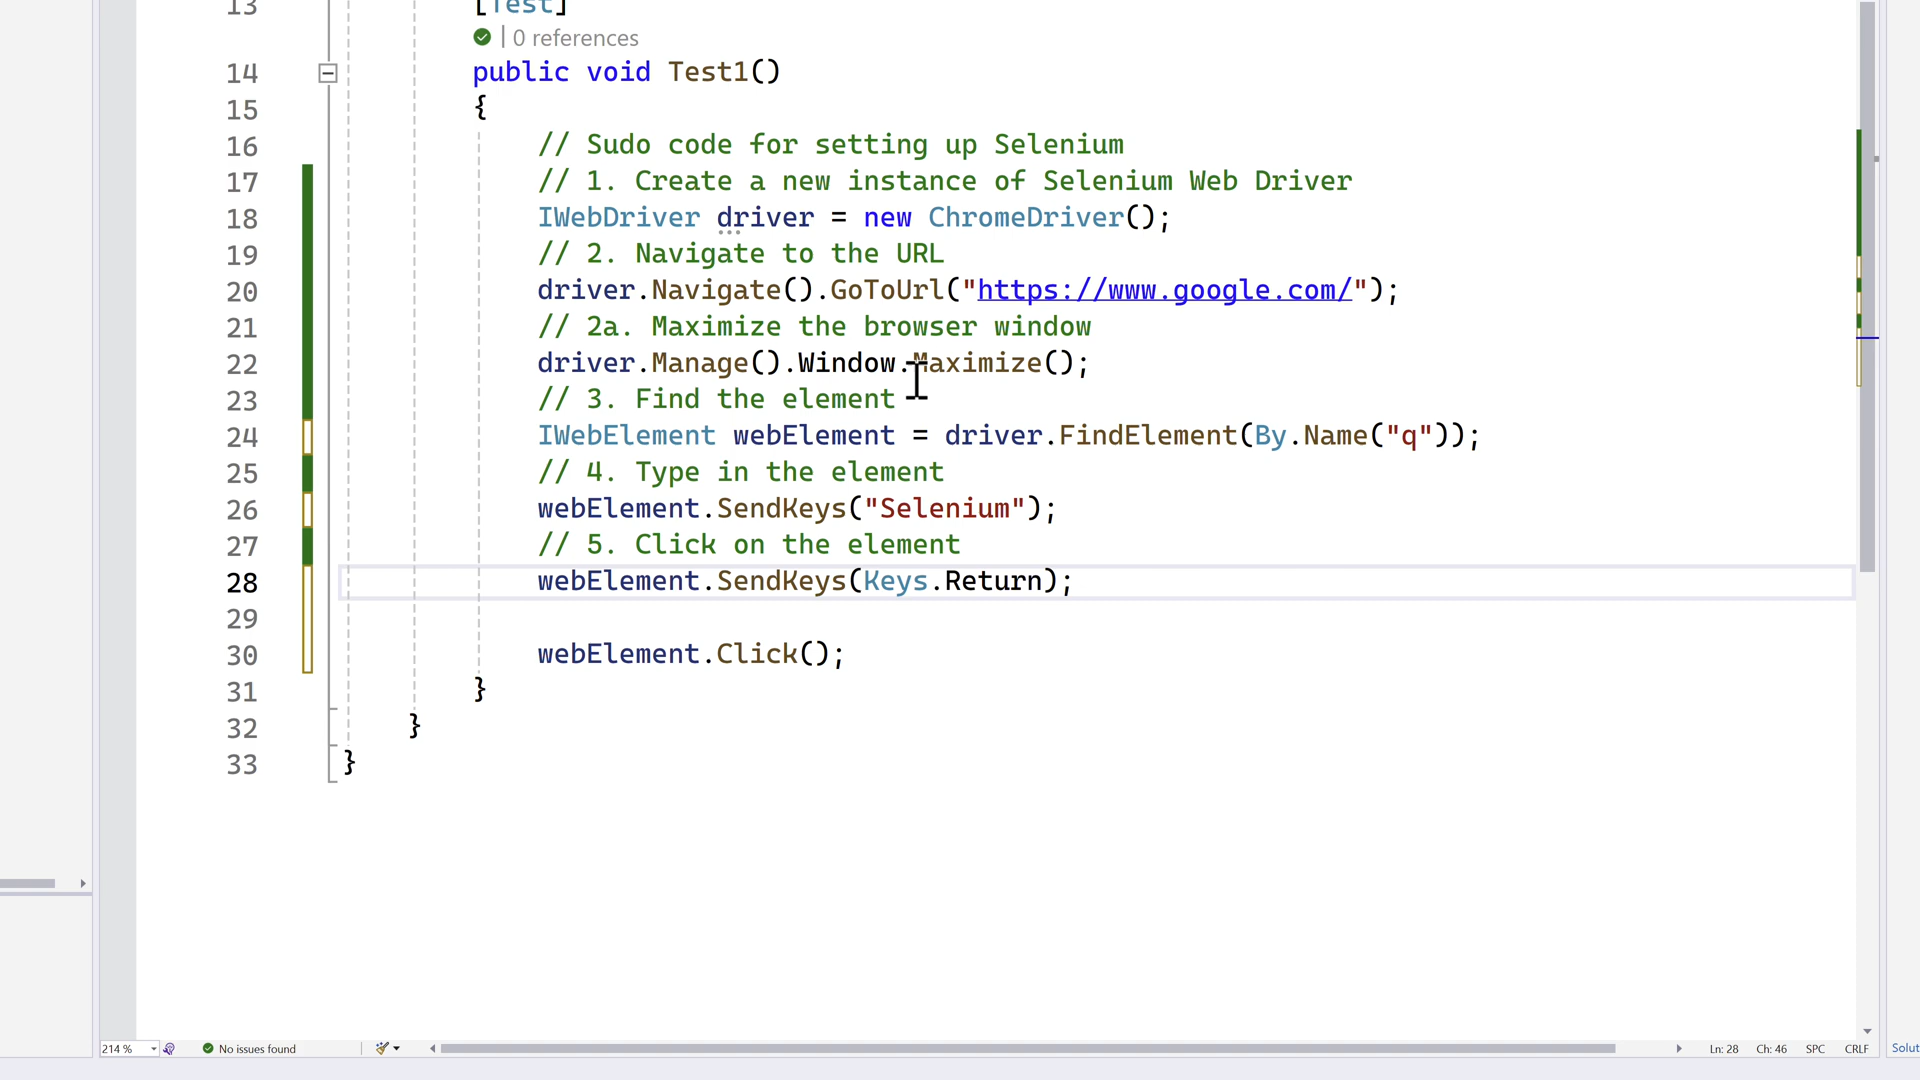 13 [Test]
| 0 references
14 public void Test1()
15 {
16 // Sudo code for setting up Selenium
17 // 1. Create a new instance of Selenium Web Driver
18 IWebDriver driver = new ChromeDriver();
19 // 2. Navigate to the URL
20 driver.Navigate().GoToUrl("https://www.google.com/");
21 // 2a. Maximize the browser window
22 driver.Manage().Window.Maximize();
23 // 3. Find the element
24 IWebElement webElement = driver.FindElement(By.Name("q"));
25 // 4. Type in the element
26 webElement.SendKeys("Selenium");
27 // 5. Click on the element
28 webElement.SendKeys(Keys.Return);
29
30 webElement.Click();
31 }
32 }
33 }
214 % No issues found Ln: 28 Ch: 46 SPC CRLF Solut